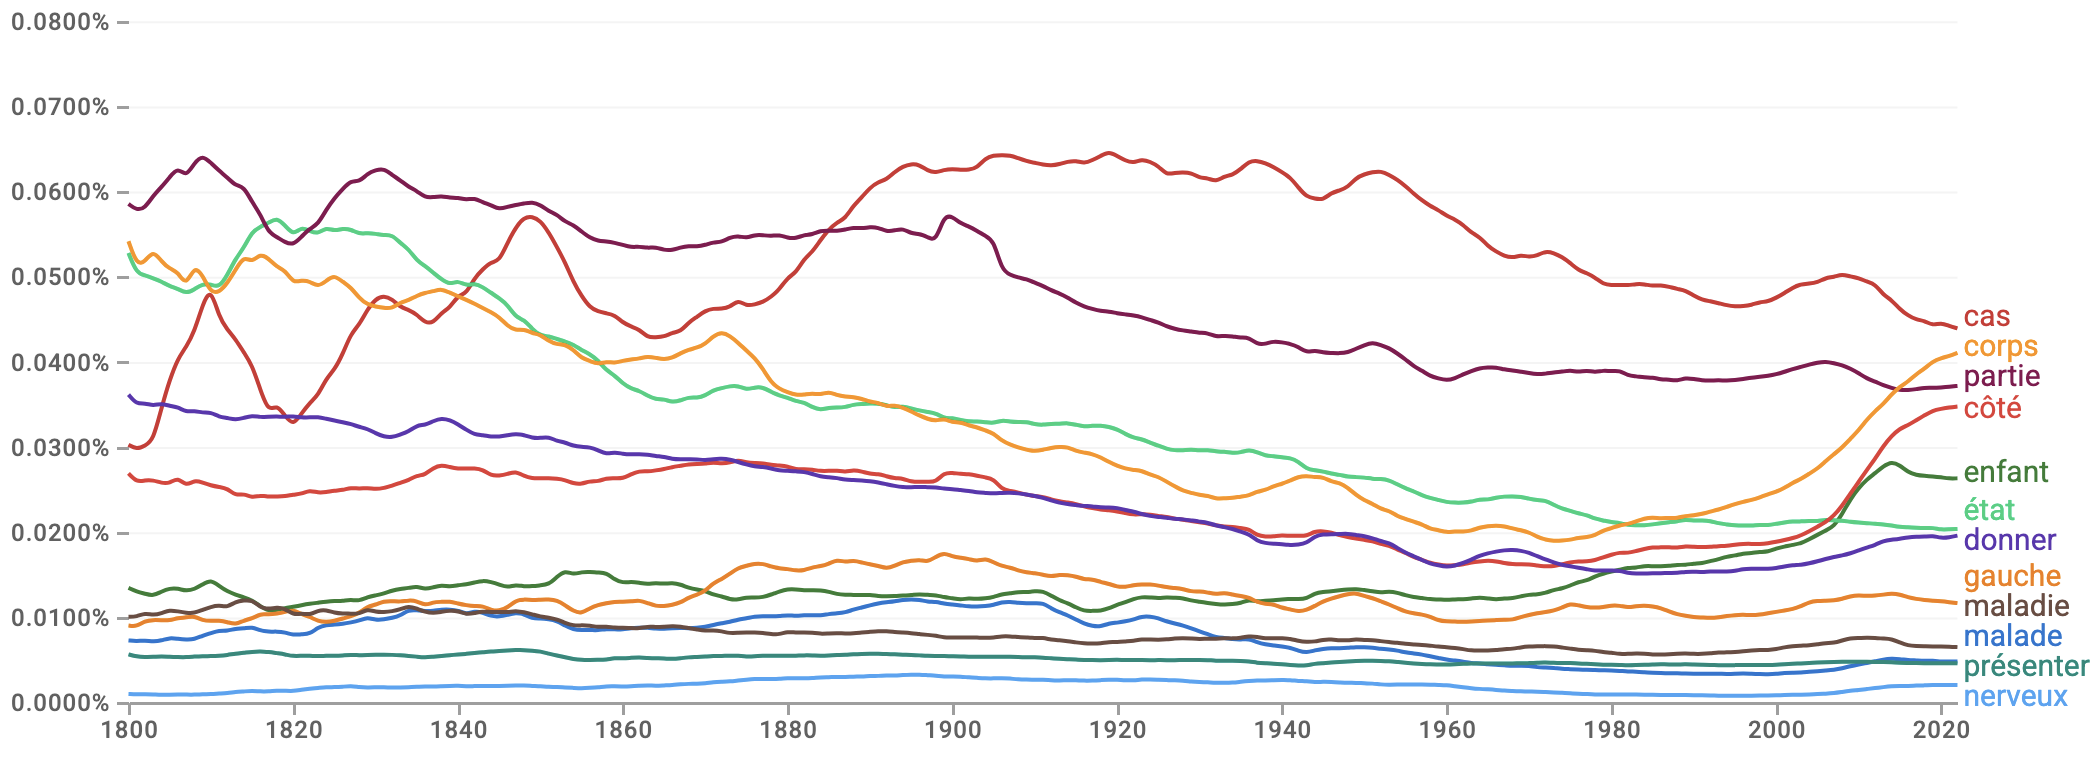 0.0800%
0.0700%
0.0600%
0.0500%
0.0400%
0.0300%
0.0200%
0.0100%
0.0000%
1800 1820 1840 1860 1880 1900 1920 1940 1960 1980 2000 2020
cas
corps
partie
côté
enfant
état
donner
gauche
maladie
malade
présenter
nerveux